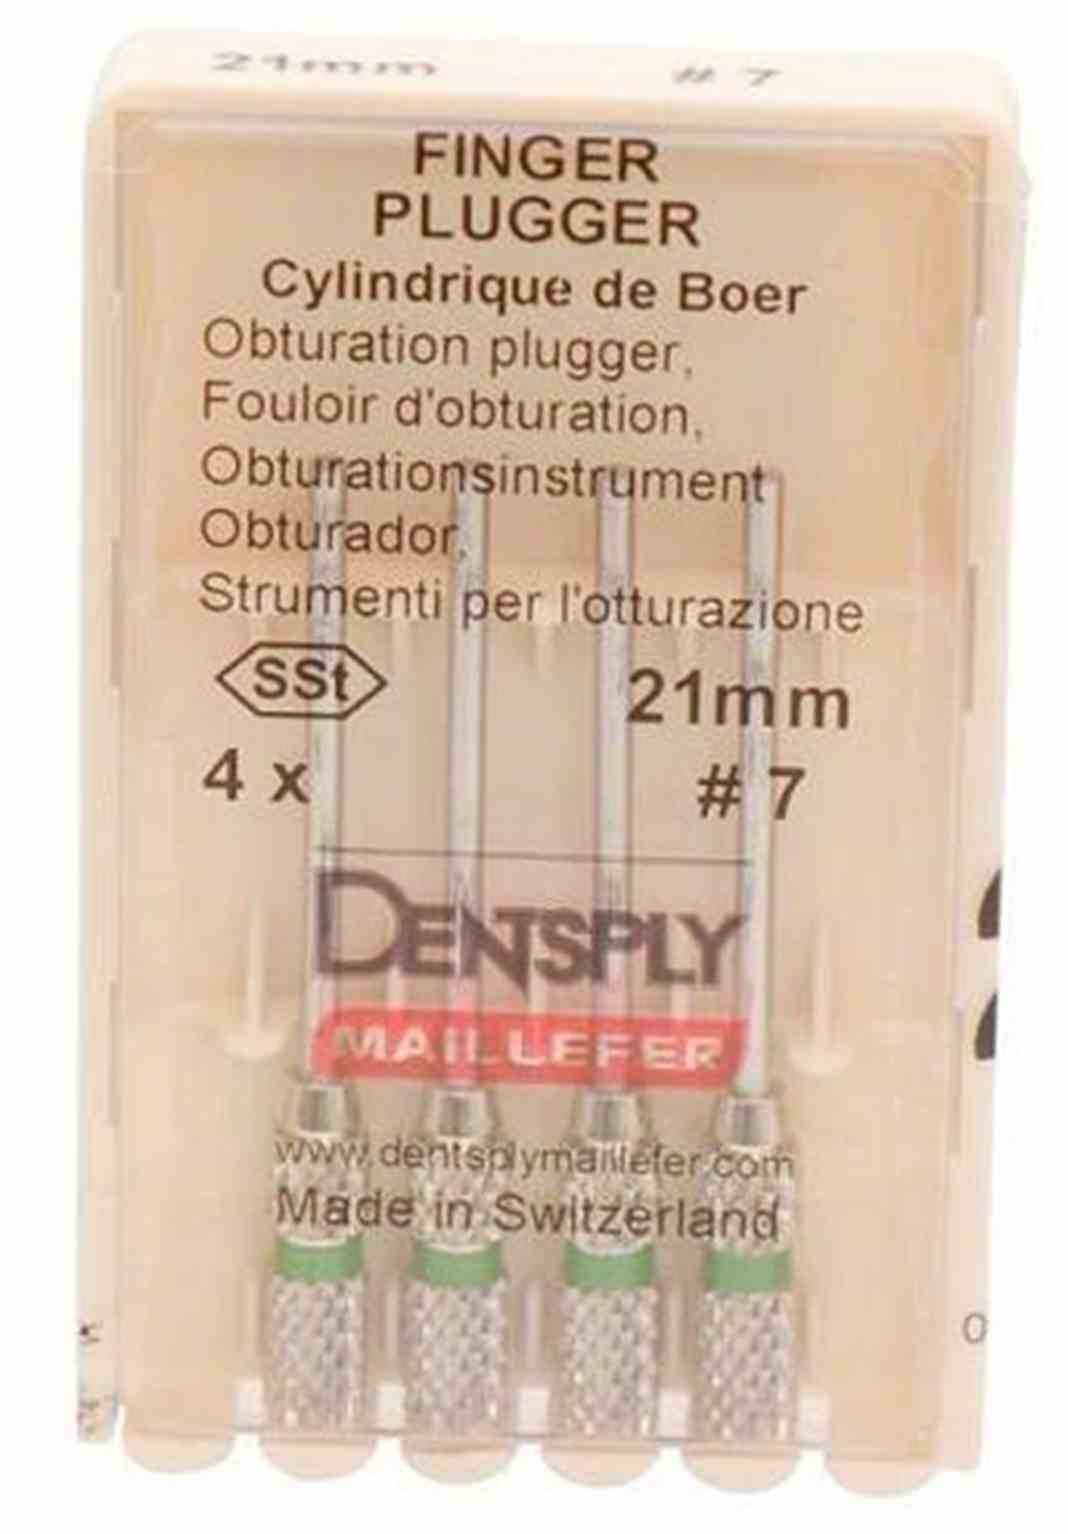 21mm # 7
FINGER
PLUGGER
Cylindrique de Boer
Obturation plugger,
Fouloir d'obturation,
Obturationsinstrument
Obturador,
Strumenti per l'otturazione
SSt 21mm
4 x # 7
DENTSPLY
MAILLEFER
www.dentsplymaillefer.com
Made in Switzerland